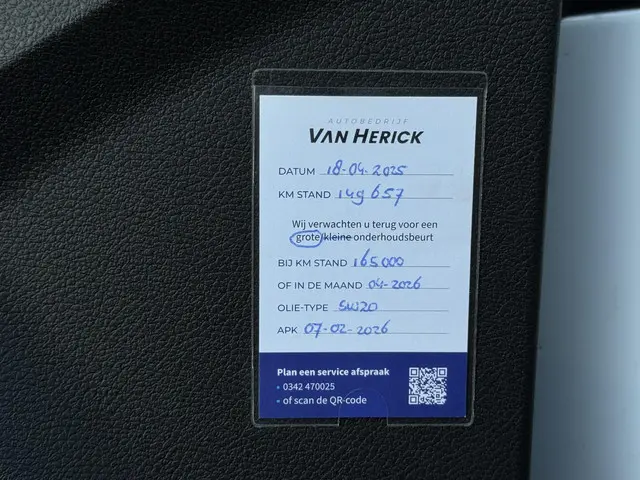 AUTOBEDRIJF
VAN HERICK
DATUM 18-04-2025
KM STAND 149 657
Wij verwachten u terug voor een
grote/kleine onderhoudsbeurt
BIJ KM STAND 165000
OF IN DE MAAND 04-2026
OLIE-TYPE 5W20
APK 07-02-2026
Plan een service afspraak
• 0342 470025
• of scan de QR-code